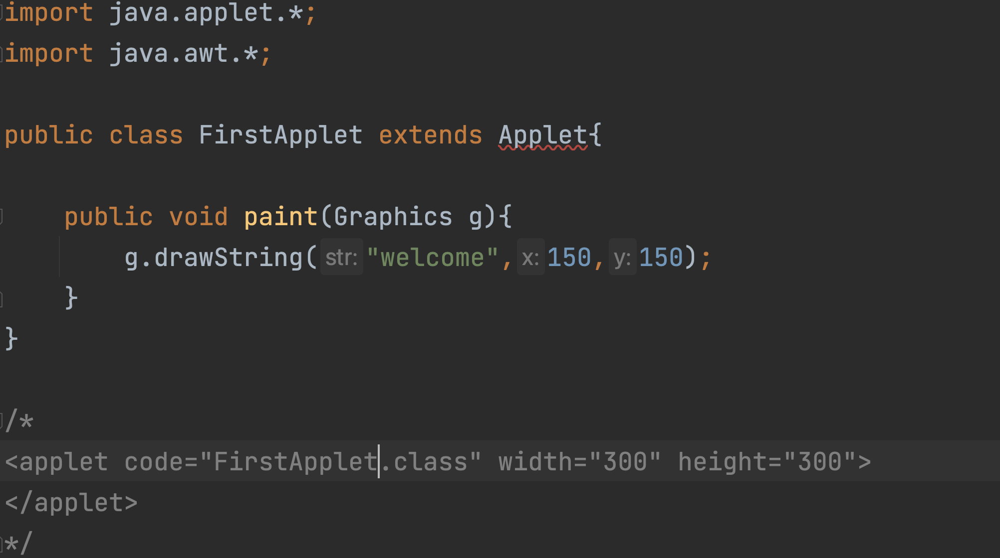 import java.applet.*;
import java.awt.*;
public class FirstApplet extends Applet{
public void paint(Graphics g){
g.drawString( str: "welcome", x: 150, y: 150);
}
}
/*
<applet code="FirstApplet.class" width="300" height="300">
</applet>
*/